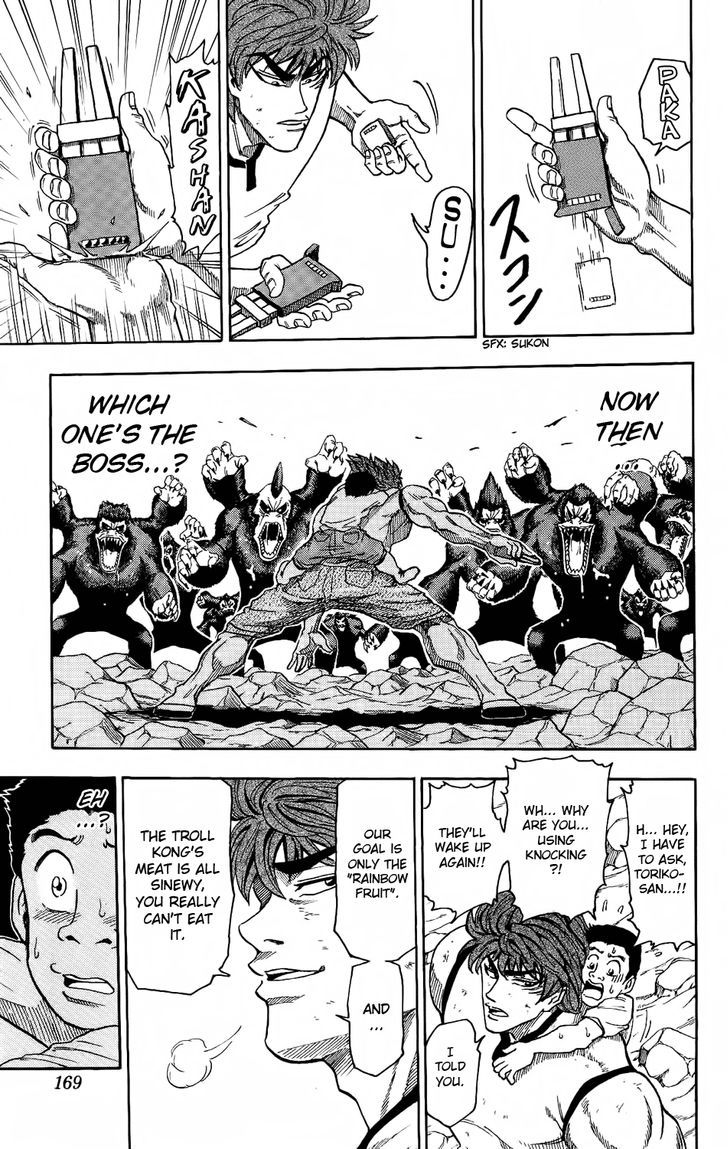 PAKA
スコン
SFX: SUKON
SU...
KASHAN
NOW
THEN
WHICH
ONE'S THE
BOSS...?
H... HEY,
I HAVE
TO ASK,
TORIKO-
SAN...!!
WH... WHY
ARE YOU...
USING
KNOCKING
?!
THEY'LL
WAKE UP
AGAIN!!
I
TOLD
YOU.
OUR
GOAL IS
ONLY THE
"RAINBOW
FRUIT".
AND
...
THE TROLL
KONG'S
MEAT IS ALL
SINEWY,
YOU REALLY
CAN'T EAT
IT.
EH
...?
169